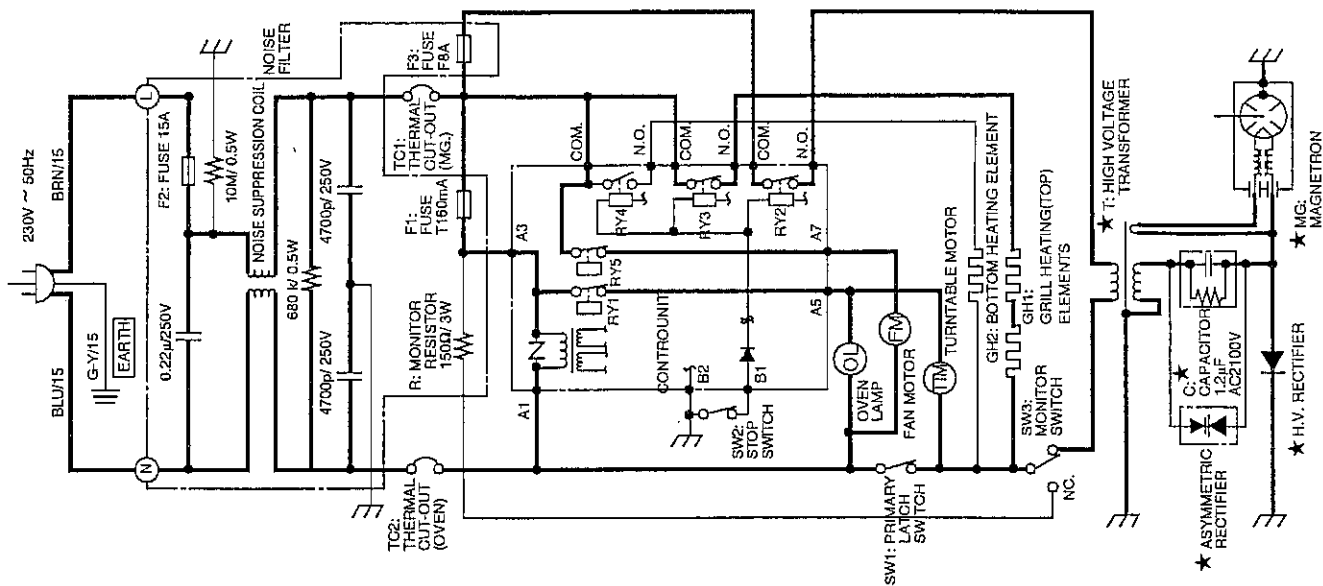 230V ~ 50Hz
BLU/15
BRN/15
G-Y/15
EARTH
N
L
F2: FUSE 15A
0.22μ/250V
10M/ 0.5W
NOISE SUPPRESSION COIL
NOISE
FILTER
680 k/ 0.5W
4700p/ 250V
4700p/ 250V
TC2:
THERMAL
CUT-OUT
(OVEN)
TC1:
THERMAL
CUT-OUT
(MG.)
F3:
FUSE
F8A
R: MONITOR
RESISTOR
150Ω/ 3W
F1:
FUSE
T160mA
A1
A3
CONTROUNIT
RY1
RY5
RY4
RY3
RY2
COM.
N.O.
COM.
N.O.
COM.
N.O.
SW2:
STOP
SWITCH
B2
B1
A5
A7
OL
OVEN
LAMP
FM
FAN MOTOR
TM
TURNTABLE MOTOR
GH2: BOTTOM HEATING ELEMENT
GH1:
GRILL HEATING(TOP)
ELEMENTS
SW1: PRIMARY
LATCH
SWITCH
SW3:
MONITOR
SWITCH
NC.
★ T: HIGH VOLTAGE
TRANSFORMER
★ C:
CAPACITOR
1.2μF
AC2100V
★ ASYMMETRIC
RECTIFIER
★ H.V. RECTIFIER
★ MG:
MAGNETRON